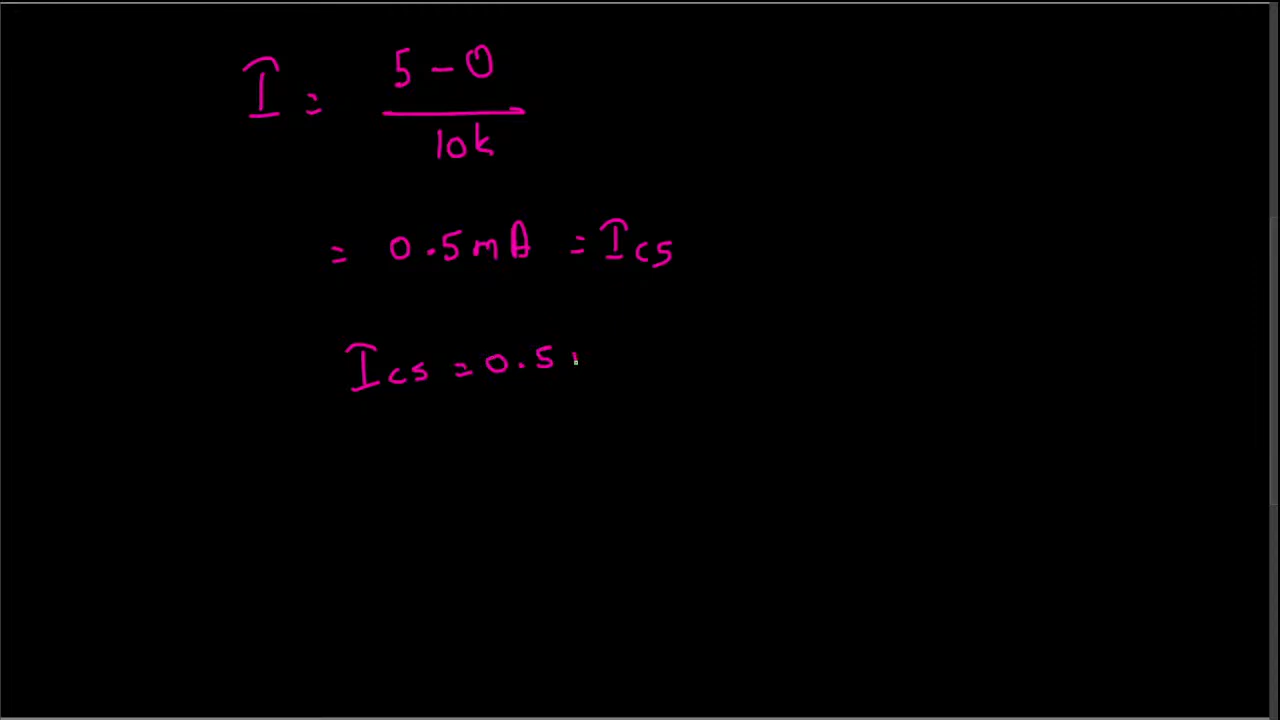 I = 5 - 0
10k
= 0.5mA = Ics
Ics = 0.5